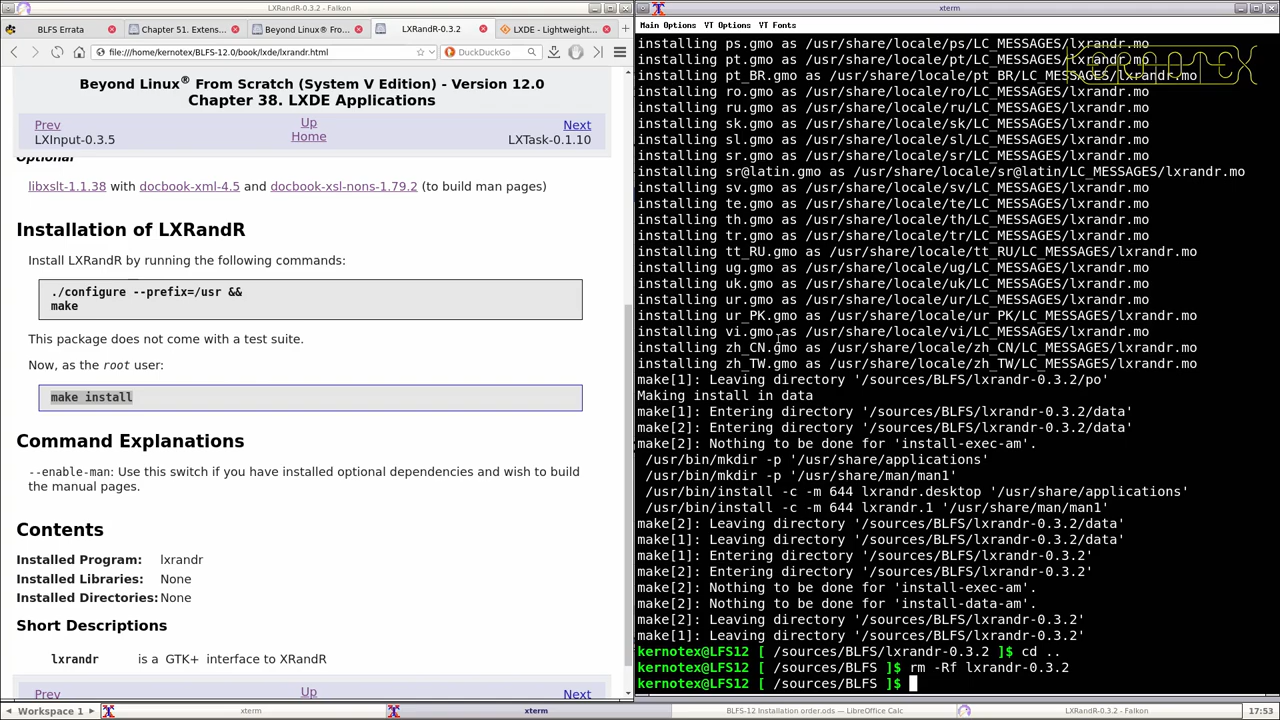 LXRandR-0.3.2 - Falkon
BLFS Errata
Chapter 51. Extens...
Beyond Linux® Fro...
LXRandR-0.3.2
LXDE - Lightweight...
file:///home/kernotex/BLFS-12.0/book/lxde/lxrandr.html
DuckDuckGo
Beyond Linux® From Scratch (System V Edition) - Version 12.0
Chapter 38. LXDE Applications
Prev
Up
Next
LXInput-0.3.5
Home
LXTask-0.1.10
Optional
libxslt-1.1.38 with docbook-xml-4.5 and docbook-xsl-nons-1.79.2 (to build man pages)
Installation of LXRandR
Install LXRandR by running the following commands:
./configure --prefix=/usr &&
make
This package does not come with a test suite.
Now, as the root user:
make install
Command Explanations
--enable-man: Use this switch if you have installed optional dependencies and wish to build
the manual pages.
Contents
Installed Program: lxrandr
Installed Libraries: None
Installed Directories: None
Short Descriptions
lxrandr is a GTK+ interface to XRandR
Prev
Up
Next
xterm
Main Options VT Options VT Fonts
KERNOTEX
installing ps.gmo as /usr/share/locale/ps/LC_MESSAGES/lxrandr.mo
installing pt.gmo as /usr/share/locale/pt/LC_MESSAGES/lxrandr.mo
installing pt_BR.gmo as /usr/share/locale/pt_BR/LC_MESSAGES/lxrandr.mo
installing ro.gmo as /usr/share/locale/ro/LC_MESSAGES/lxrandr.mo
installing ru.gmo as /usr/share/locale/ru/LC_MESSAGES/lxrandr.mo
installing sk.gmo as /usr/share/locale/sk/LC_MESSAGES/lxrandr.mo
installing sl.gmo as /usr/share/locale/sl/LC_MESSAGES/lxrandr.mo
installing sr.gmo as /usr/share/locale/sr/LC_MESSAGES/lxrandr.mo
installing sr@latin.gmo as /usr/share/locale/sr@latin/LC_MESSAGES/lxrandr.mo
installing sv.gmo as /usr/share/locale/sv/LC_MESSAGES/lxrandr.mo
installing te.gmo as /usr/share/locale/te/LC_MESSAGES/lxrandr.mo
installing th.gmo as /usr/share/locale/th/LC_MESSAGES/lxrandr.mo
installing tr.gmo as /usr/share/locale/tr/LC_MESSAGES/lxrandr.mo
installing tt_RU.gmo as /usr/share/locale/tt_RU/LC_MESSAGES/lxrandr.mo
installing ug.gmo as /usr/share/locale/ug/LC_MESSAGES/lxrandr.mo
installing uk.gmo as /usr/share/locale/uk/LC_MESSAGES/lxrandr.mo
installing ur.gmo as /usr/share/locale/ur/LC_MESSAGES/lxrandr.mo
installing ur_PK.gmo as /usr/share/locale/ur_PK/LC_MESSAGES/lxrandr.mo
installing vi.gmo as /usr/share/locale/vi/LC_MESSAGES/lxrandr.mo
installing zh_CN.gmo as /usr/share/locale/zh_CN/LC_MESSAGES/lxrandr.mo
installing zh_TW.gmo as /usr/share/locale/zh_TW/LC_MESSAGES/lxrandr.mo
make[1]: Leaving directory '/sources/BLFS/lxrandr-0.3.2/po'
Making install in data
make[1]: Entering directory '/sources/BLFS/lxrandr-0.3.2/data'
make[2]: Entering directory '/sources/BLFS/lxrandr-0.3.2/data'
make[2]: Nothing to be done for 'install-exec-am'.
/usr/bin/mkdir -p '/usr/share/applications'
/usr/bin/mkdir -p '/usr/share/man/man1'
/usr/bin/install -c -m 644 lxrandr.desktop '/usr/share/applications'
/usr/bin/install -c -m 644 lxrandr.1 '/usr/share/man/man1'
make[2]: Leaving directory '/sources/BLFS/lxrandr-0.3.2/data'
make[1]: Leaving directory '/sources/BLFS/lxrandr-0.3.2/data'
make[1]: Entering directory '/sources/BLFS/lxrandr-0.3.2'
make[2]: Entering directory '/sources/BLFS/lxrandr-0.3.2'
make[2]: Nothing to be done for 'install-exec-am'.
make[2]: Nothing to be done for 'install-data-am'.
make[2]: Leaving directory '/sources/BLFS/lxrandr-0.3.2'
make[1]: Leaving directory '/sources/BLFS/lxrandr-0.3.2'
kernotex@LFS12 [ /sources/BLFS/lxrandr-0.3.2 ]$ cd ..
kernotex@LFS12 [ /sources/BLFS ]$ rm -Rf lxrandr-0.3.2
kernotex@LFS12 [ /sources/BLFS ]$
Workspace 1
xterm
xterm
BLFS-12 Installation order.ods — LibreOffice Calc
LXRandR-0.3.2 - Falkon
17:53